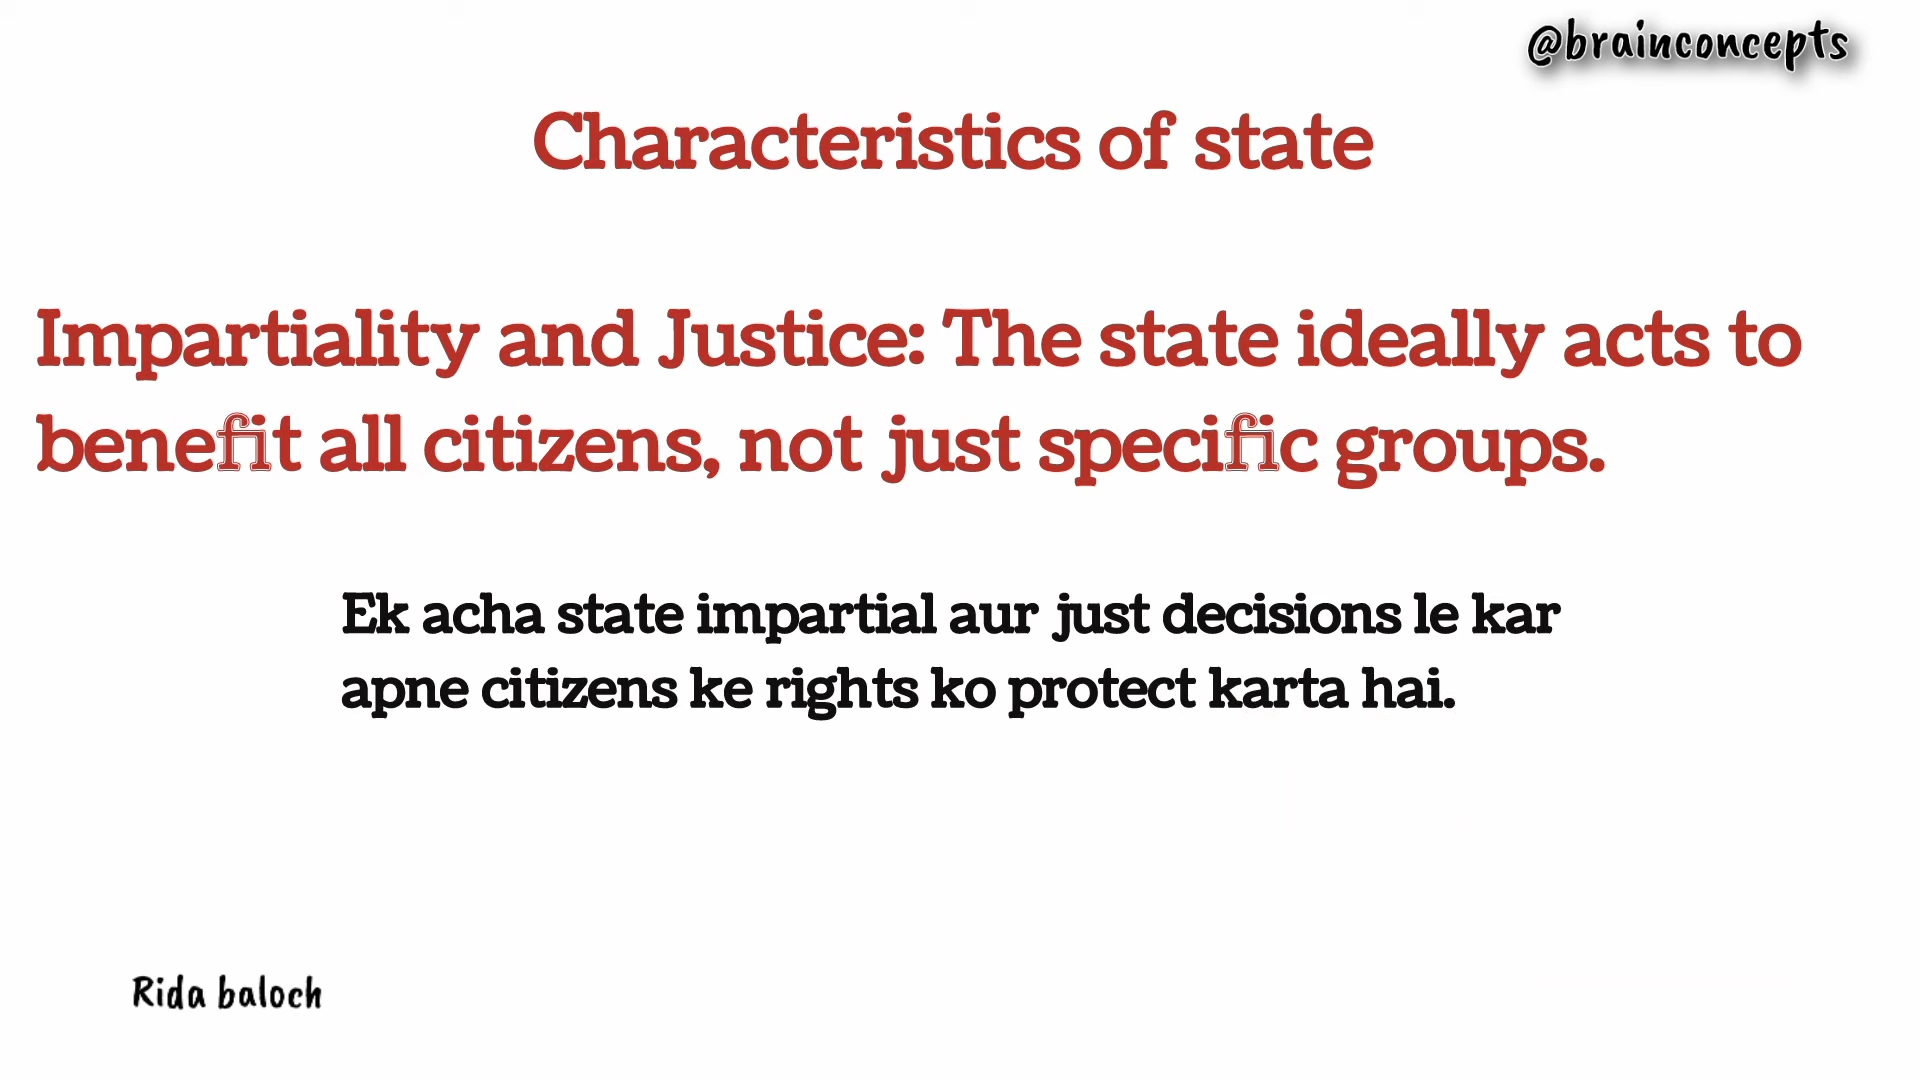 @brainconcepts
Characteristics of state
Impartiality and Justice: The state ideally acts to
benefit all citizens, not just specific groups.
Ek acha state impartial aur just decisions le kar
apne citizens ke rights ko protect karta hai.
Rida baloch